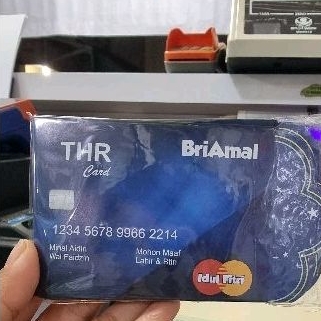 THR
Card
BriAmal
1234 5678 9966 2214
Minal Aidin
Wal Faidzin
Mohon Maaf
Lahir & Btin
Idul Fitri